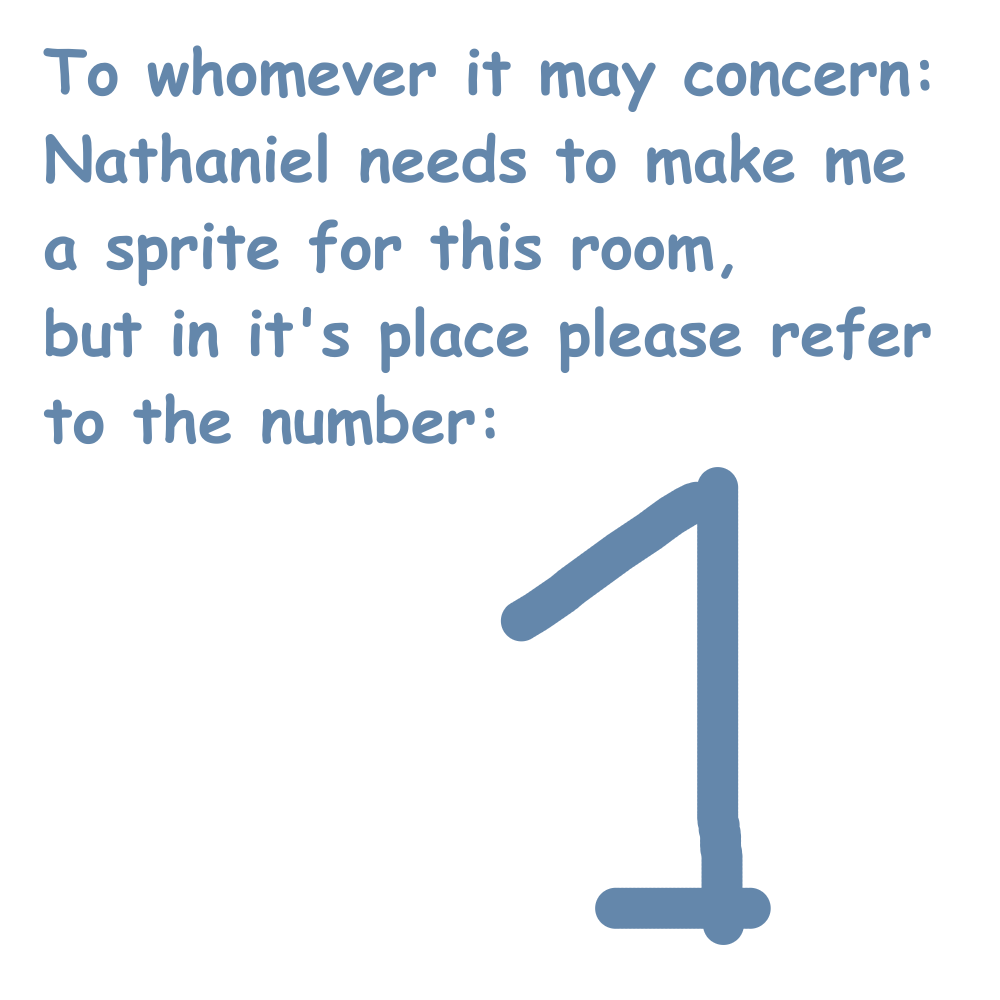 To whomever it may concern:
Nathaniel needs to make me
a sprite for this room,
but in it's place please refer
to the number:
1